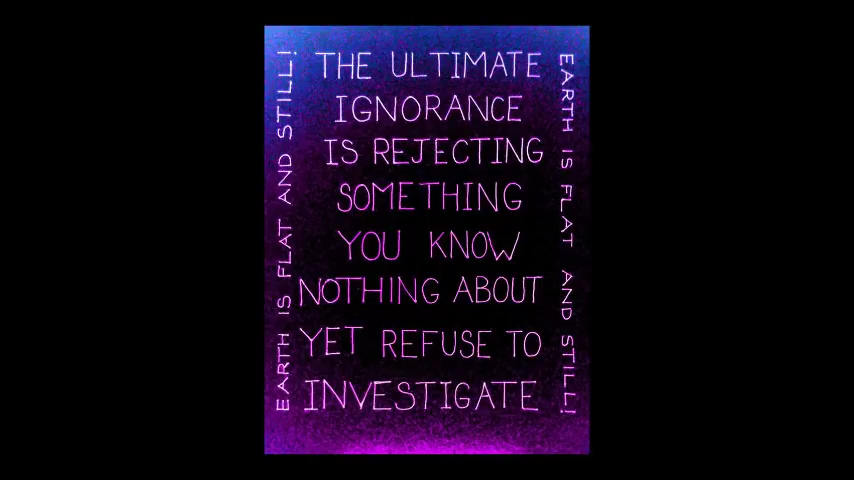 THE ULTIMATE
IGNORANCE
IS REJECTING
SOMETHING
YOU KNOW
NOTHING ABOUT
YET REFUSE TO
INVESTIGATE
EARTH IS FLAT AND STILL!
EARTH IS FLAT AND STILL!